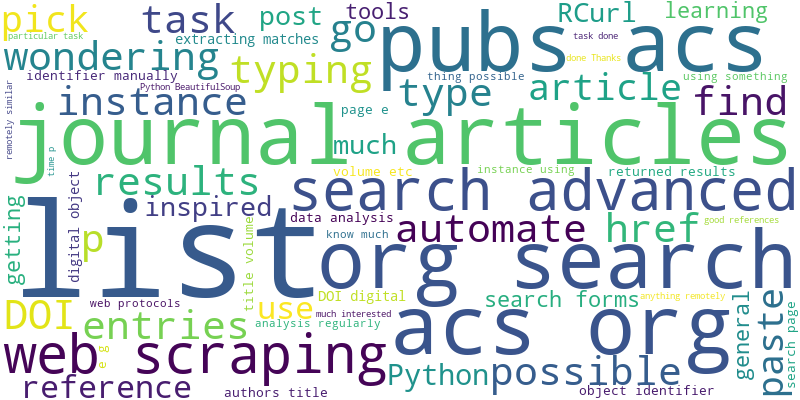 pick
task
post
tools
RCurl
learning
particular task
extracting matches
go
pubs acs
task done
wondering
typing
done Thanks
identifier manually
thing possible
using something
Python BeautifulSoup
type
article
find
remotely similar
instance
page e
journal articles
much
time p
volume etc
instance using
returned results
results
search advanced
digital object
inspired
data analysis
automate
href
good references
getting
p
know much
list
org search
title volume
web protocols
DOI digital
search forms
anything remotely
DOI
entries
use
much interested
analysis regularly
acs org
general
paste
search page
web scraping
e g
Python
possible
reference
authors title
object identifier